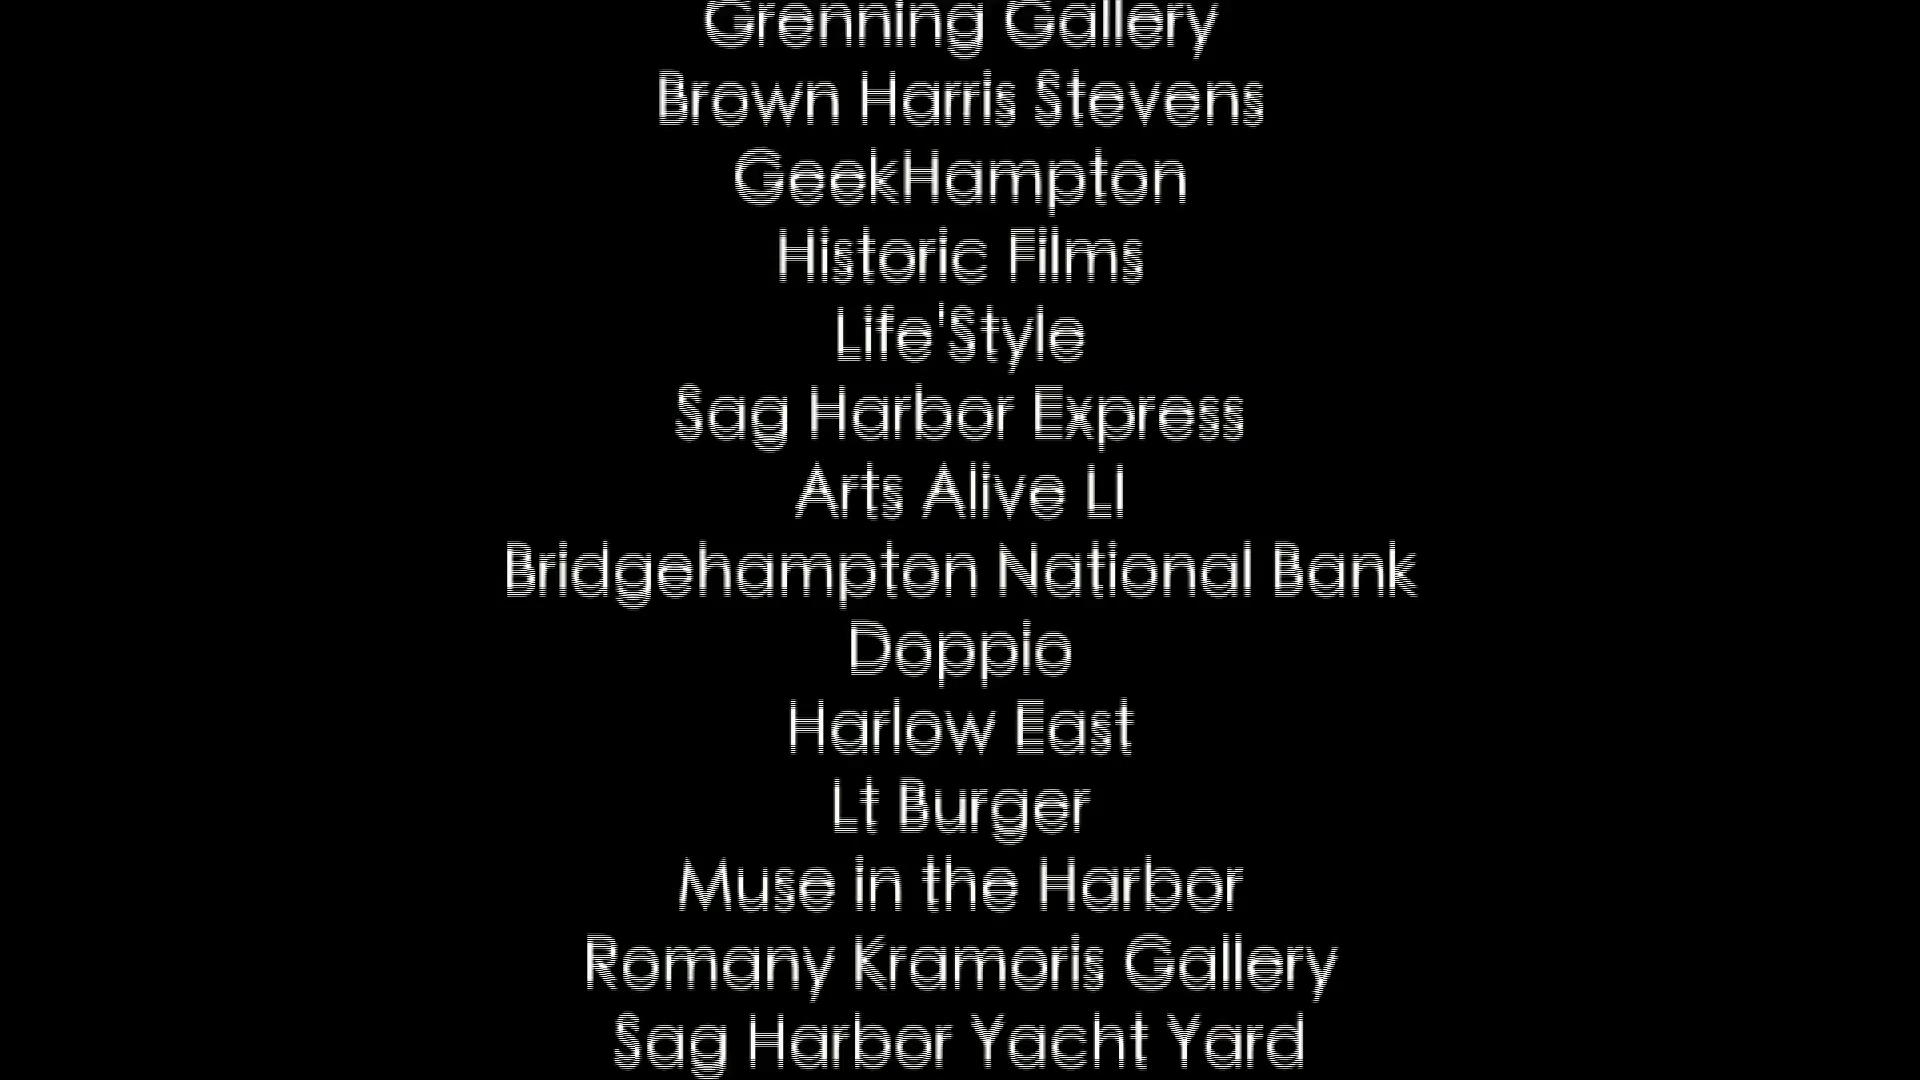 Grenning Gallery
Brown Harris Stevens
GeekHampton
Historic Films
Life'Style
Sag Harbor Express
Arts Alive LI
Bridgehampton National Bank
Doppio
Harlow East
Lt Burger
Muse in the Harbor
Romany Kramoris Gallery
Sag Harbor Yacht Yard